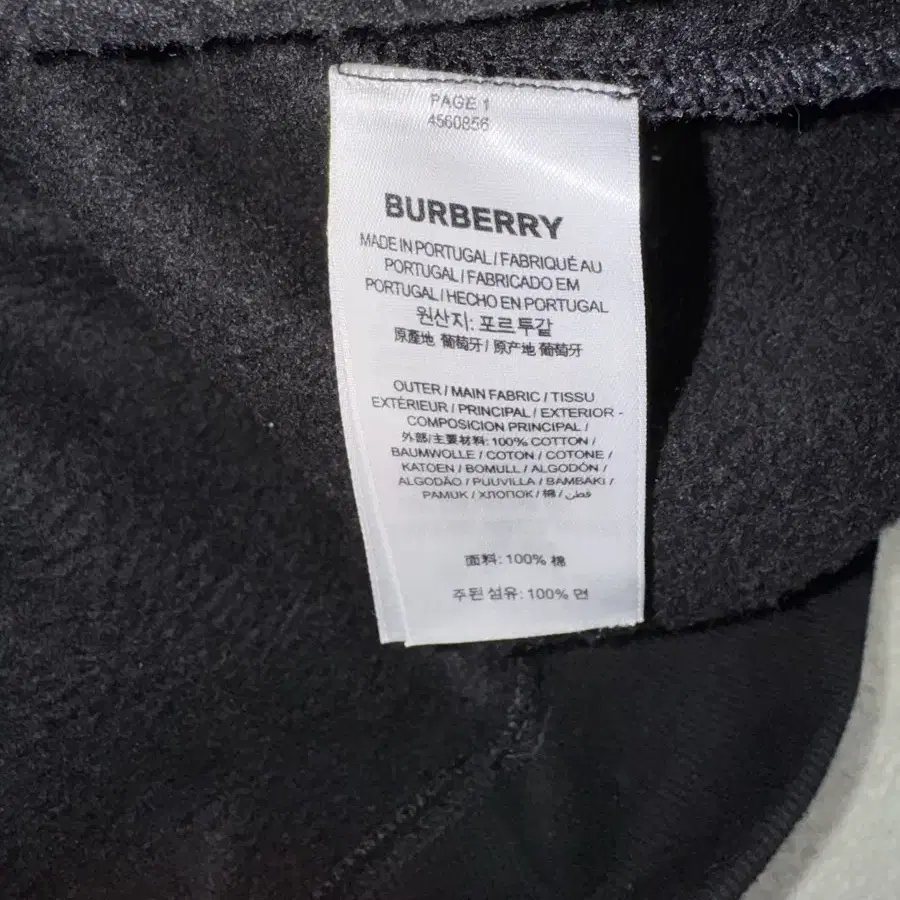 PAGE 1
4560856
BURBERRY
MADE IN PORTUGAL / FABRIQUÉ AU
PORTUGAL / FABRICADO EM
PORTUGAL / HECHO EN PORTUGAL
원산지: 포르투갈
原產地 葡萄牙 / 原产地 葡萄牙
OUTER / MAIN FABRIC / TISSU
EXTÉRIEUR / PRINCIPAL / EXTERIOR -
COMPOSICION PRINCIPAL /
外部/主要材料: 100% COTTON /
BAUMWOLLE / COTON / COTONE /
KATOEN / BOMULL / ALGODÓN /
ALGODÃO / PUUVILLA / BAMBAKI /
PAMUK / ХЛОПОК / 棉 / قطن
面料: 100% 棉
주된 섬유: 100% 면